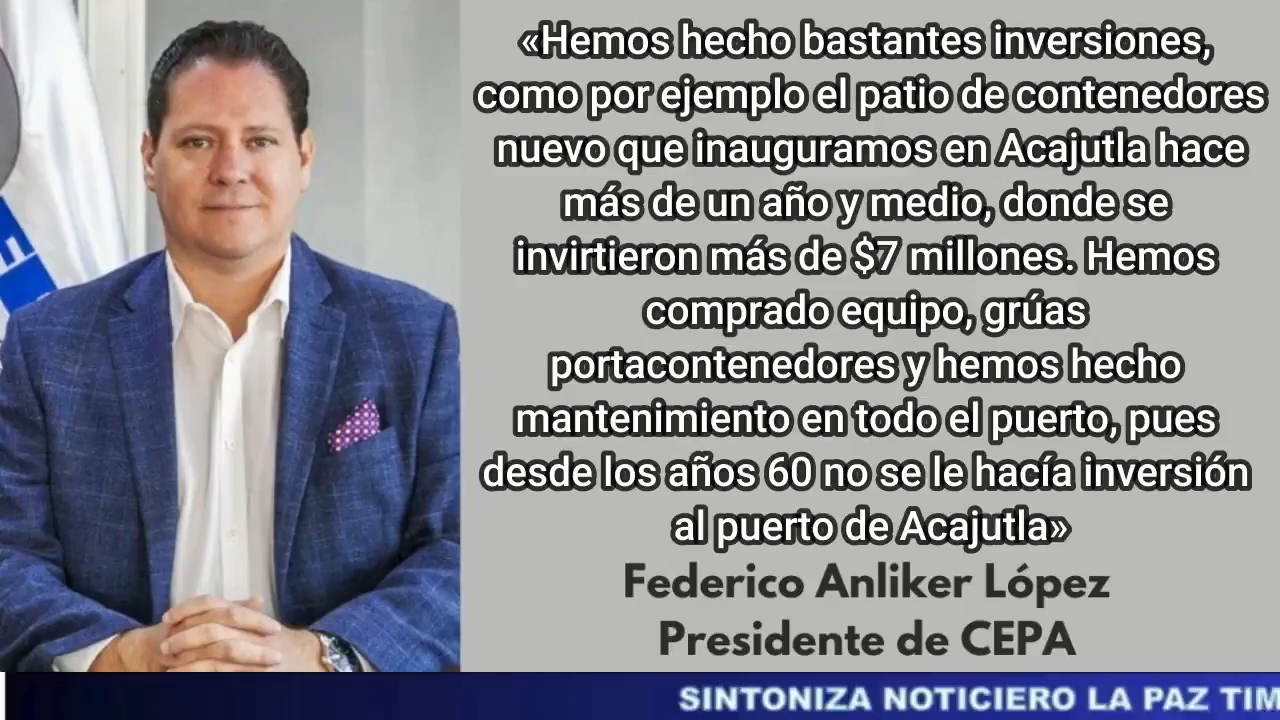 «Hemos hecho bastantes inversiones,
como por ejemplo el patio de contenedores
nuevo que inauguramos en Acajutla hace
más de un año y medio, donde se
invirtieron más de $7 millones. Hemos
comprado equipo, grúas
portacontenedores y hemos hecho
mantenimiento en todo el puerto, pues
desde los años 60 no se le hacía inversión
al puerto de Acajutla»
Federico Anliker López
Presidente de CEPA
SINTONIZA NOTICIERO LA PAZ TIM